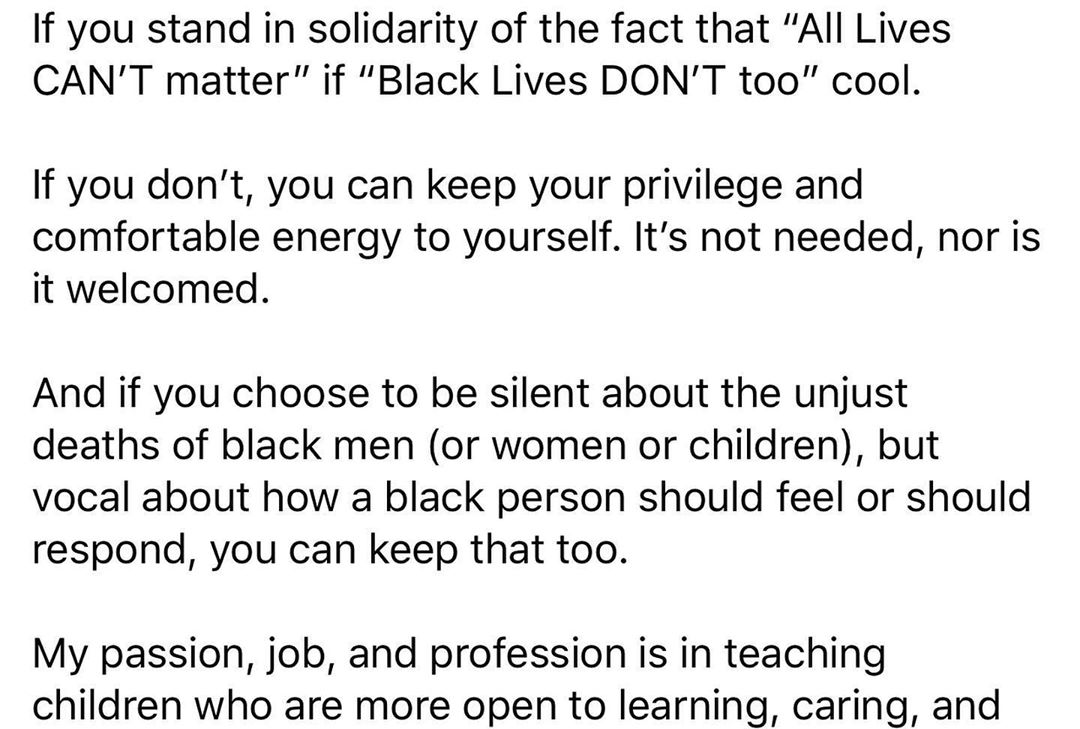 If you stand in solidarity of the fact that “All Lives
CAN’T matter” if “Black Lives DON’T too” cool.
If you don’t, you can keep your privilege and
comfortable energy to yourself. It’s not needed, nor is
it welcomed.
And if you choose to be silent about the unjust
deaths of black men (or women or children), but
vocal about how a black person should feel or should
respond, you can keep that too.
My passion, job, and profession is in teaching
children who are more open to learning, caring, and